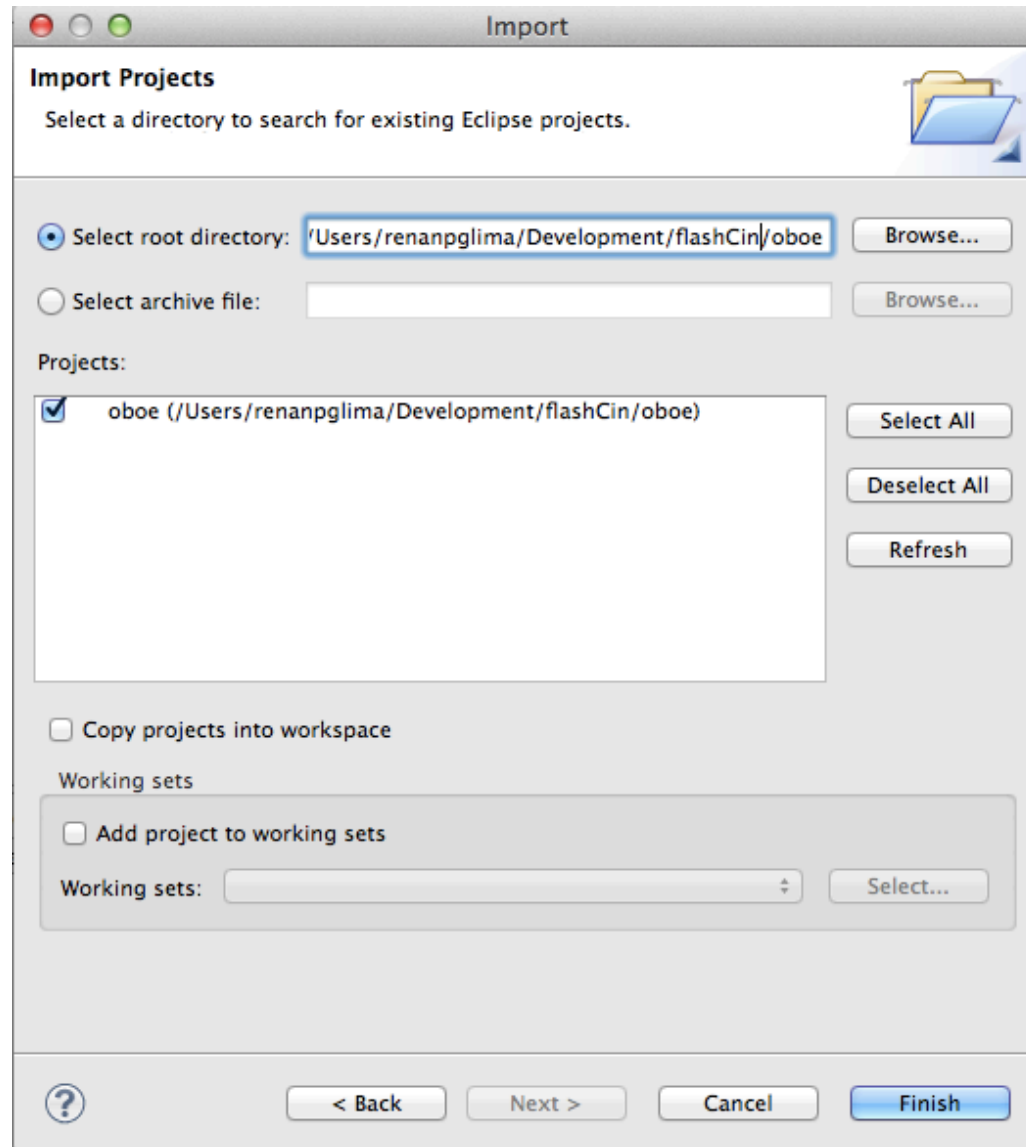 Import
Import Projects
Select a directory to search for existing Eclipse projects.
Select root directory: /Users/renanpglima/Development/flashCin/oboe Browse...
Select archive file: Browse...
Projects:
oboe (/Users/renanpglima/Development/flashCin/oboe)
Select All
Deselect All
Refresh
Copy projects into workspace
Working sets
Add project to working sets
Working sets: Select...
? < Back Next > Cancel Finish